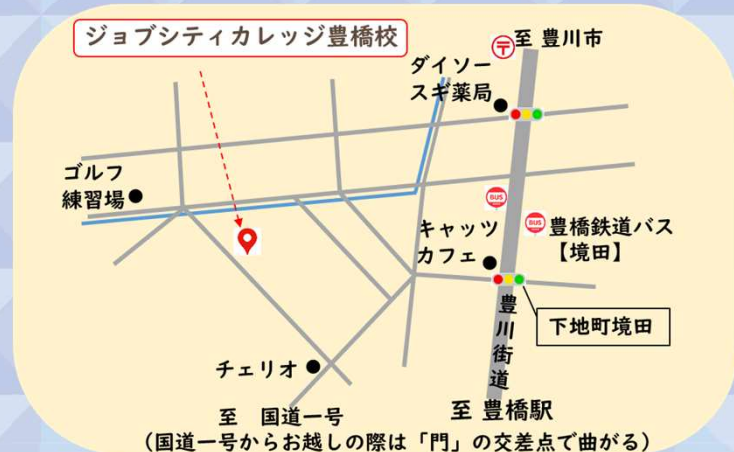 ジョブシティカレッジ豊橋校
〒
至 豊川市
ダイソー
スギ薬局
ゴルフ
練習場
BUS
キャッツ
カフェ
BUS
豊橋鉄道バス
【境田】
豊川街道
下地町境田
チェリオ
至 国道一号
至 豊橋駅
(国道一号からお越しの際は「門」の交差点で曲がる)